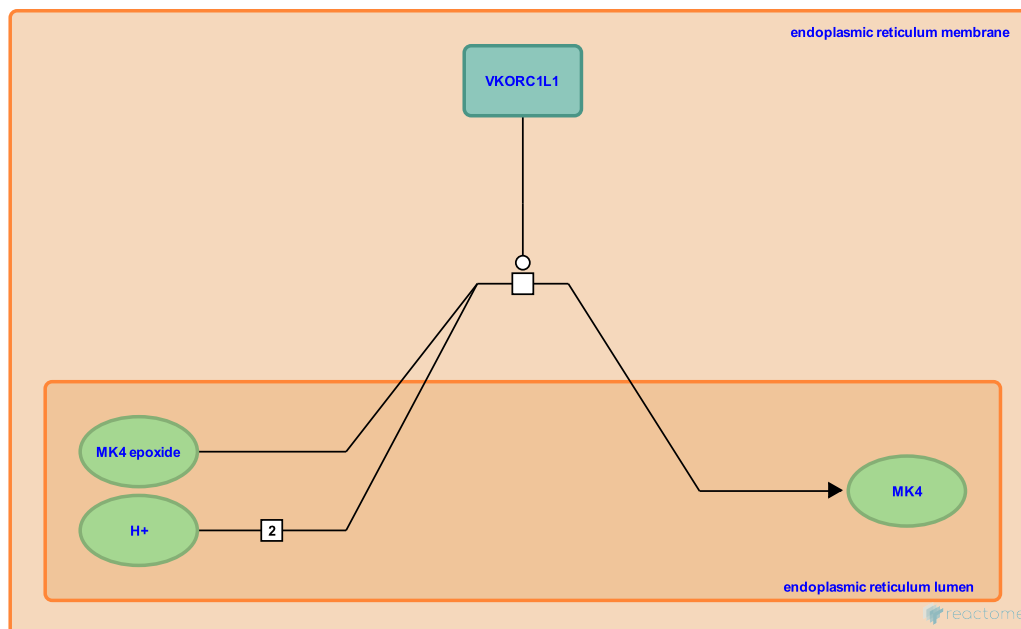 endoplasmic reticulum membrane
VKORC1L1
MK4 epoxide
H+
2
MK4
endoplasmic reticulum lumen
reactome